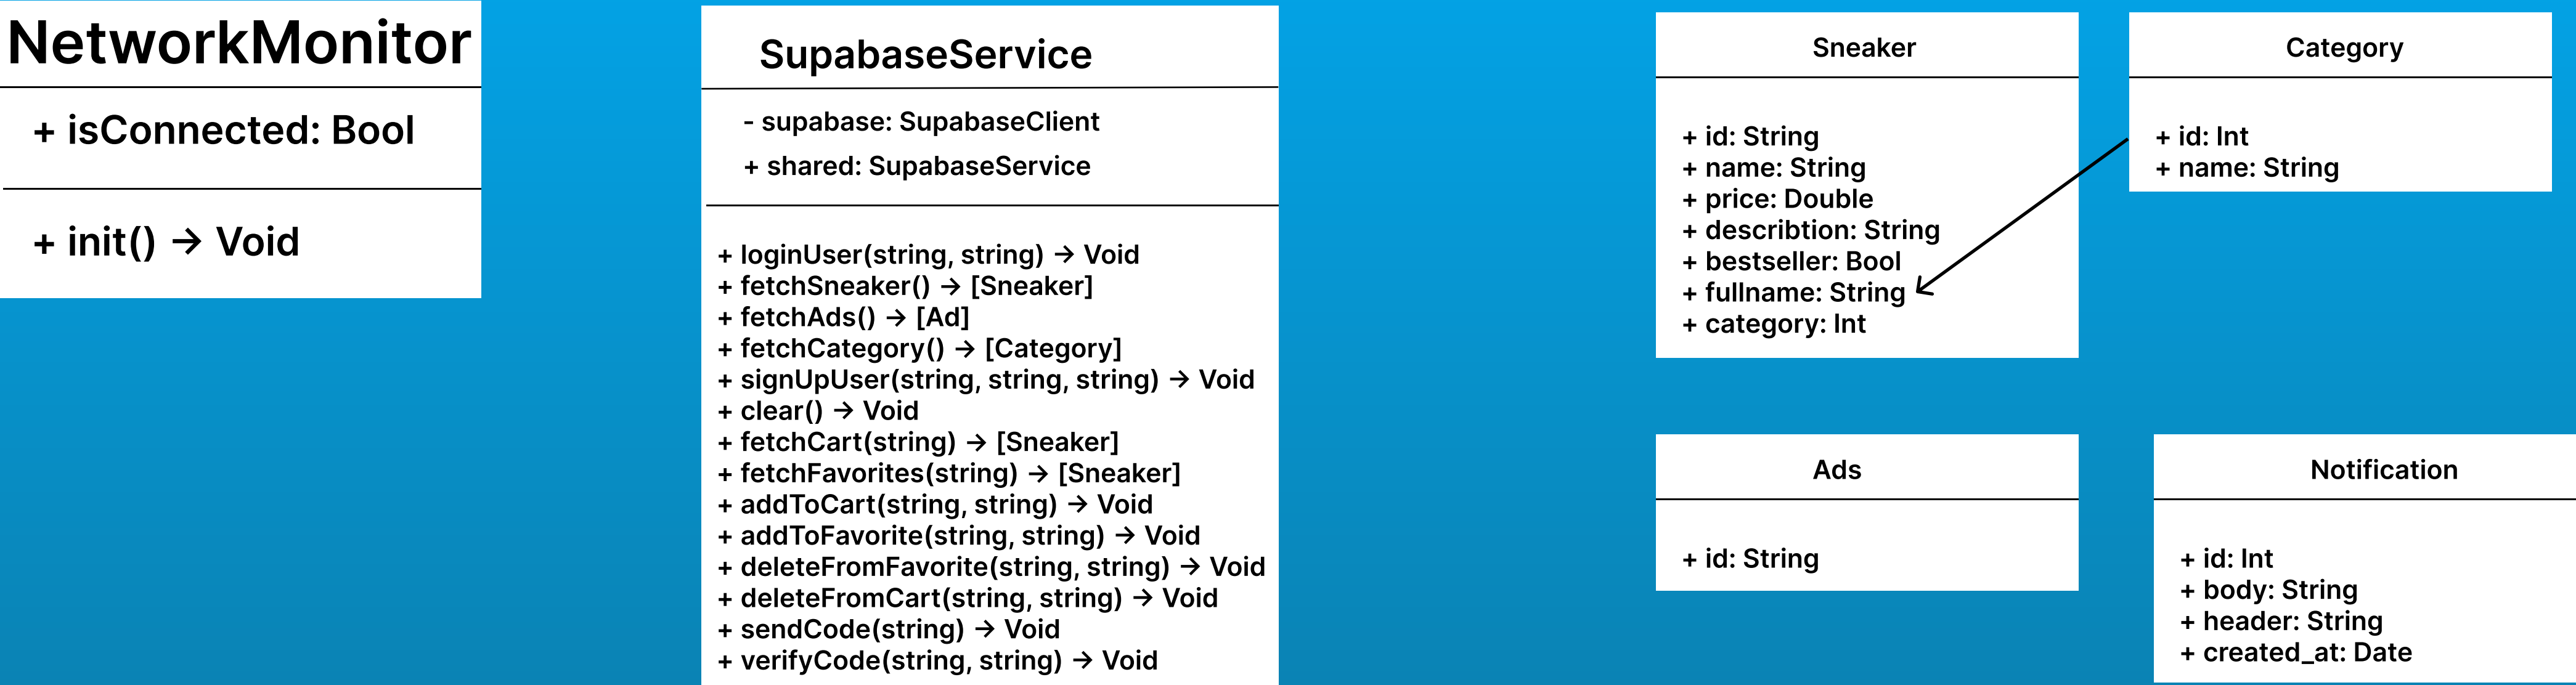 NetworkMonitor
+ isConnected: Bool
+ init() → Void
SupabaseService
- supabase: SupabaseClient
+ shared: SupabaseService
+ loginUser(string, string) → Void
+ fetchSneaker() → [Sneaker]
+ fetchAds() → [Ad]
+ fetchCategory() → [Category]
+ signUpUser(string, string, string) → Void
+ clear() → Void
+ fetchCart(string) → [Sneaker]
+ fetchFavorites(string) → [Sneaker]
+ addToCart(string, string) → Void
+ addToFavorite(string, string) → Void
+ deleteFromFavorite(string, string) → Void
+ deleteFromCart(string, string) → Void
+ sendCode(string) → Void
+ verifyCode(string, string) → Void
Sneaker
+ id: String
+ name: String
+ price: Double
+ describtion: String
+ bestseller: Bool
+ fullname: String
+ category: Int
Category
+ id: Int
+ name: String
Ads
+ id: String
Notification
+ id: Int
+ body: String
+ header: String
+ created_at: Date